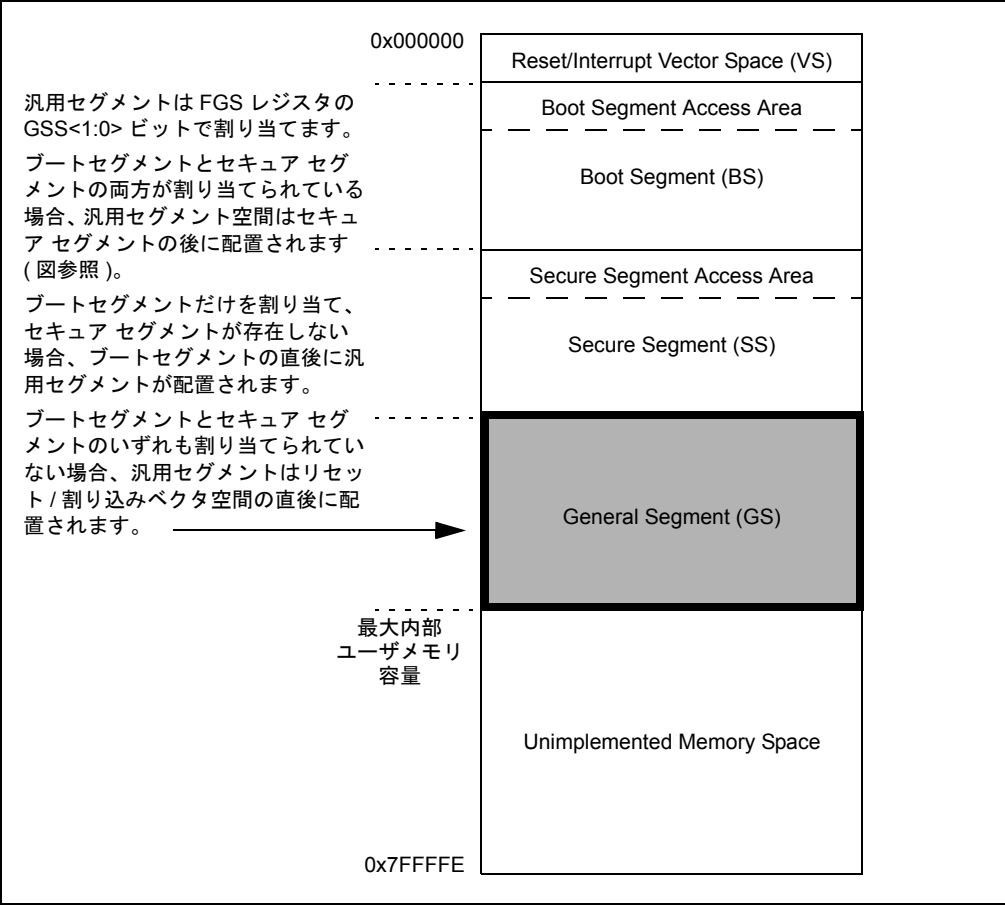 0x000000
Reset/Interrupt Vector Space (VS)
汎用セグメントは FGS レジスタの
GSS<1:0> ビットで割り当てます。
ブートセグメントとセキュア セグ
メントの両方が割り当てられている
場合、汎用セグメント空間はセキュ
ア セグメントの後に配置されます
( 図参照 )。
ブートセグメントだけを割り当て、
セキュア セグメントが存在しない
場合、ブートセグメントの直後に汎
用セグメントが配置されます。
ブートセグメントとセキュア セグ
メントのいずれも割り当てられてい
ない場合、汎用セグメントはリセッ
ト / 割り込みベクタ空間の直後に配
置されます。
Boot Segment Access Area
Boot Segment (BS)
Secure Segment Access Area
Secure Segment (SS)
General Segment (GS)
最大内部
ユーザメモリ
容量
Unimplemented Memory Space
0x7FFFFE